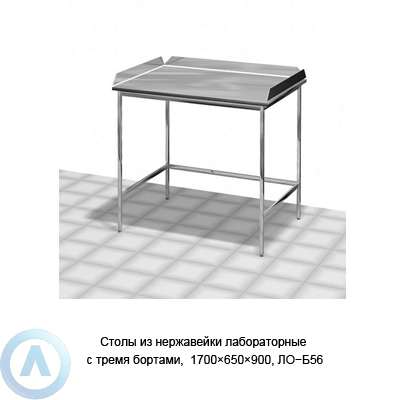 Столы из нержавейки лабораторные
с тремя бортами, 1700×650×900, ЛО−Б56